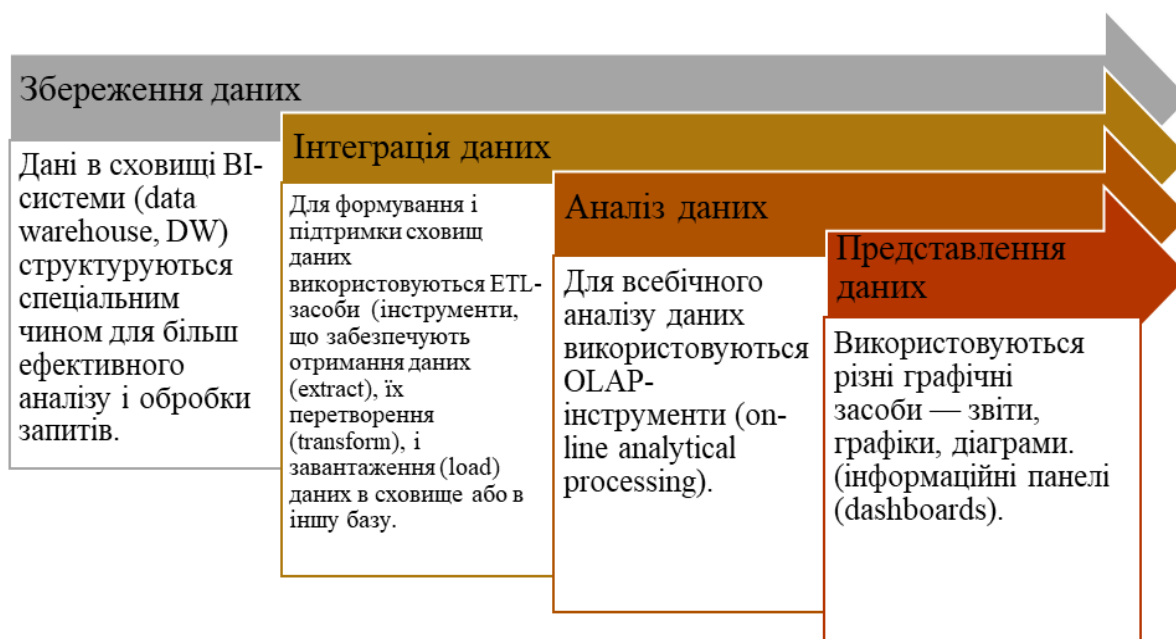 Збереження даних
Дані в сховищі BI-
системи (data
warehouse, DW)
структуруються
спеціальним
чином для більш
ефективного
аналізу і обробки
запитів.
Інтеграція даних
Для формування і
підтримки сховищ
даних
використовуються ETL-
засоби (інструменти,
що забезпечують
отримання даних
(extract), їх
перетворення
(transform), і
завантаження (load)
даних в сховище або в
іншу базу.
Аналіз даних
Для всебічного
аналізу даних
використовуються
OLAP-
інструменти (on-
line analytical
processing).
Представлення
даних
Використовуються
різні графічні
засоби — звіти,
графіки, діаграми.
(інформаційні панелі
(dashboards).